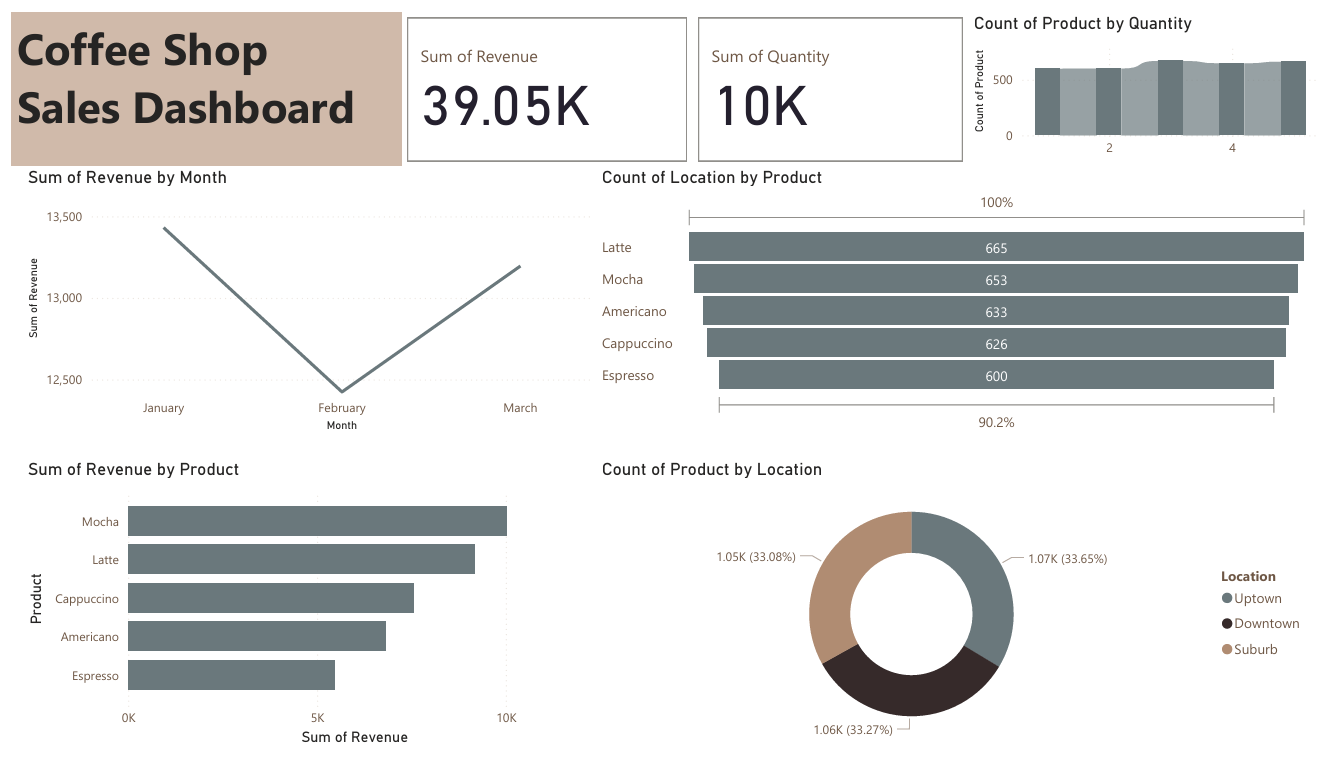 Coffee Shop
Sales Dashboard
Sum of Revenue
39.05K
Sum of Quantity
10K
Count of Product by Quantity
Count of Product
500
0
2
4
Sum of Revenue by Month
Sum of Revenue
13,500
13,000
12,500
January
February
March
Month
Count of Location by Product
100%
Latte
665
Mocha
653
Americano
633
Cappuccino
626
Espresso
600
90.2%
Sum of Revenue by Product
Product
Mocha
Latte
Cappuccino
Americano
Espresso
0K
5K
10K
Sum of Revenue
Count of Product by Location
1.05K (33.08%)
1.07K (33.65%)
1.06K (33.27%)
Location
Uptown
Downtown
Suburb